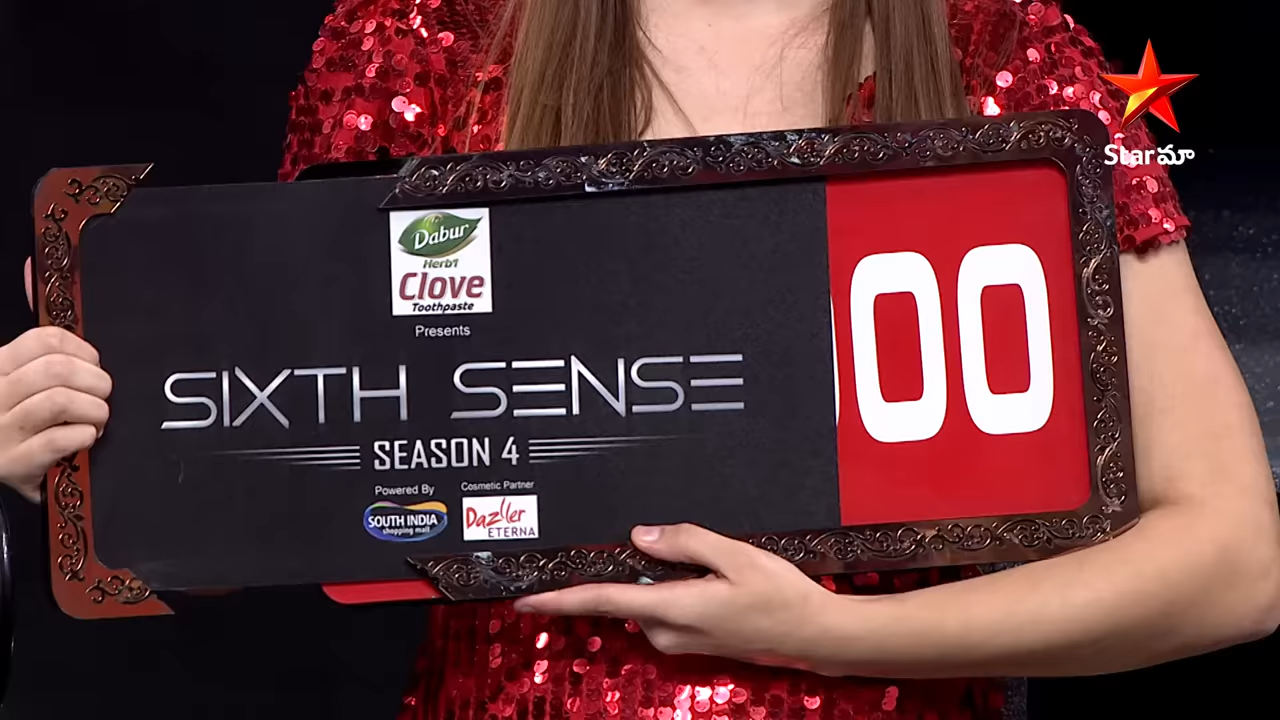 Starమా
Dabur
Herb'l
Clove
Toothpaste
Presents
SIXTH SENSE
SEASON 4
00
Powered By
Cosmetic Partner
SOUTH INDIA
shopping mall
Dazller
ETERNA